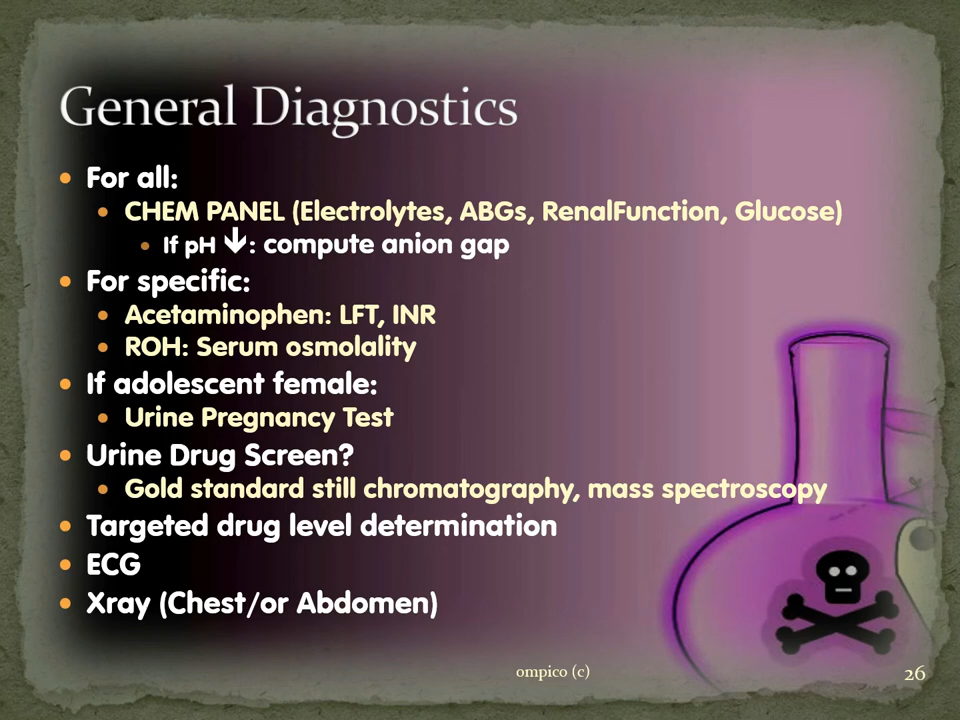 General Diagnostics
• For all:
• CHEM PANEL (Electrolytes, ABGs, RenalFunction, Glucose)
• If pH 🡻: compute anion gap
• For specific:
• Acetaminophen: LFT, INR
• ROH: Serum osmolality
• If adolescent female:
• Urine Pregnancy Test
• Urine Drug Screen?
• Gold standard still chromatography, mass spectroscopy
• Targeted drug level determination
• ECG
• Xray (Chest/or Abdomen)
ompico (c)
26